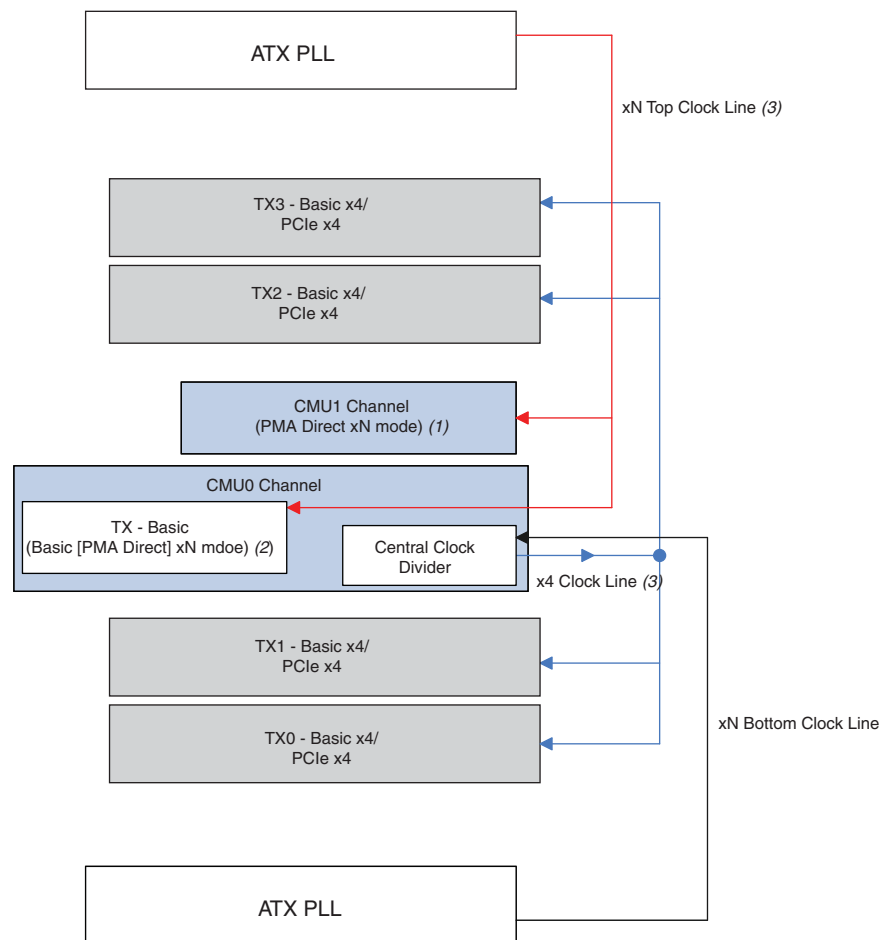 ATX PLL
xN Top Clock Line (3)
TX3 - Basic x4/
PCIe x4
TX2 - Basic x4/
PCIe x4
CMU1 Channel
(PMA Direct xN mode) (1)
CMU0 Channel
TX - Basic
(Basic [PMA Direct] xN mdoe) (2)
Central Clock
Divider
x4 Clock Line (3)
TX1 - Basic x4/
PCIe x4
xN Bottom Clock Line
TX0 - Basic x4/
PCIe x4
ATX PLL